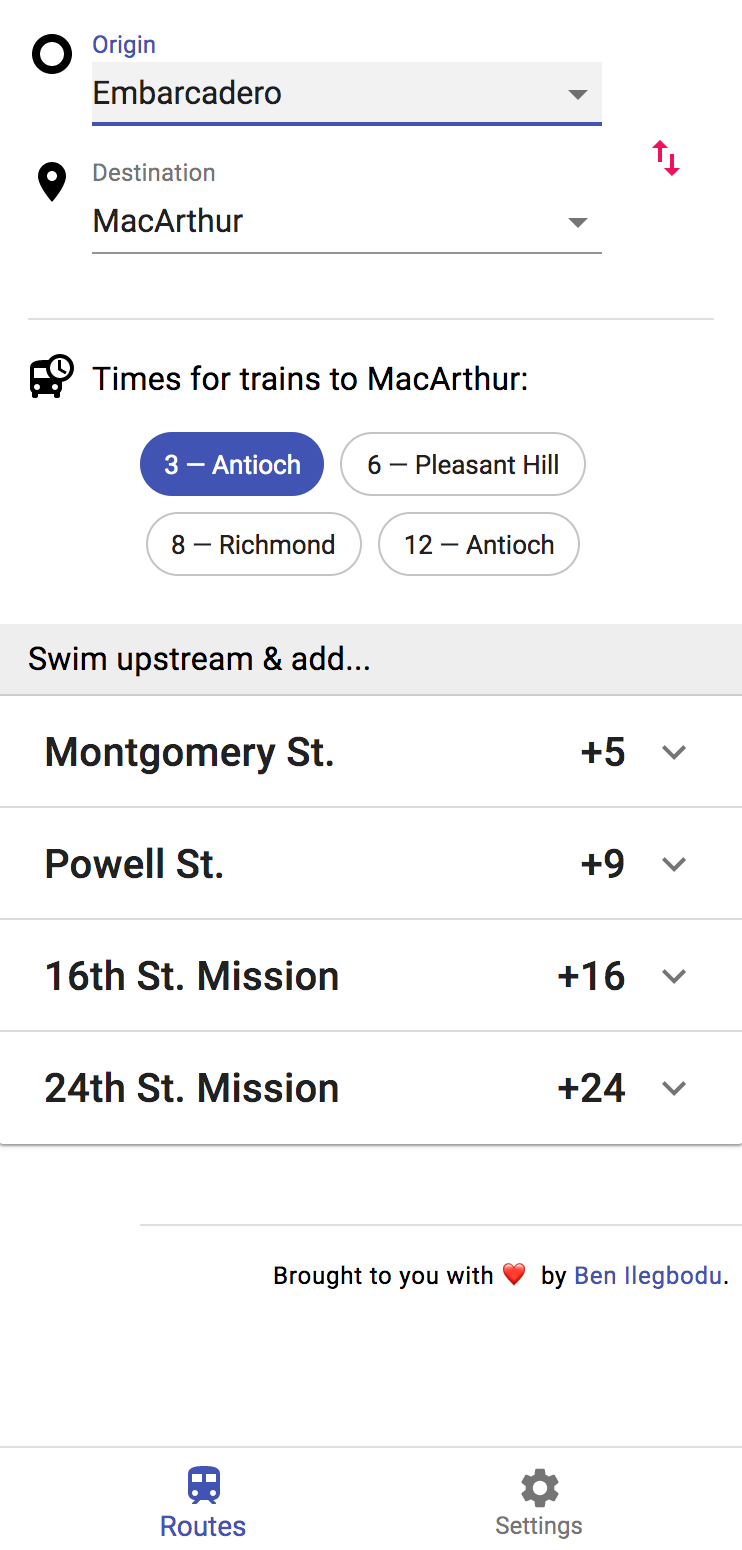 Origin
Embarcadero
Destination
MacArthur
Times for trains to MacArthur:
3 — Antioch
6 — Pleasant Hill
8 — Richmond
12 — Antioch
Swim upstream & add...
Montgomery St. +5
Powell St. +9
16th St. Mission +16
24th St. Mission +24
Brought to you with ❤️ by Ben Ilegbodu.
Routes
Settings